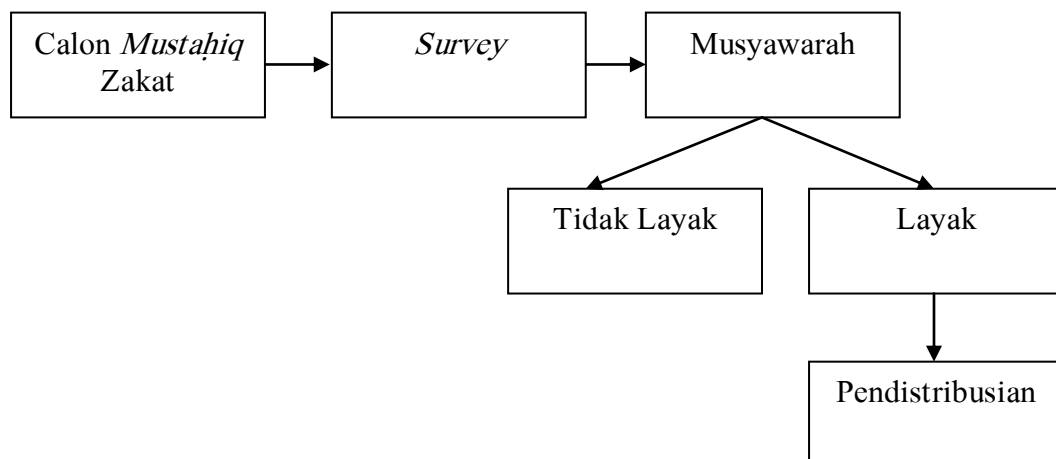 Calon Mustaḥiq
Zakat
Survey
Musyawarah
Tidak Layak
Layak
Pendistribusian